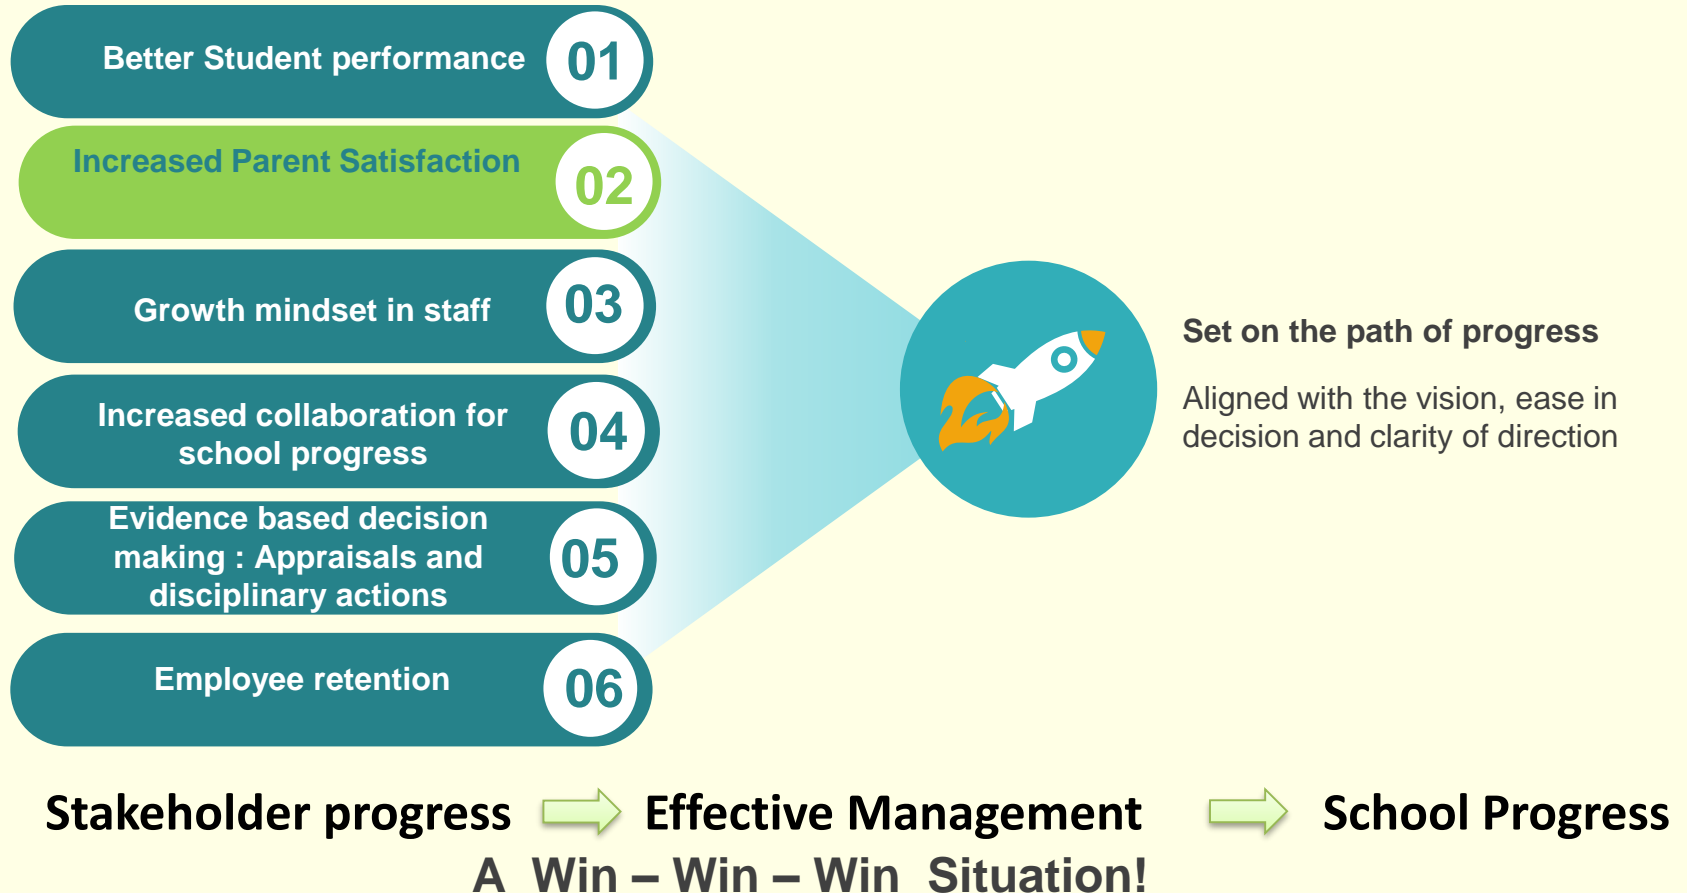 Better Student performance
01
Increased Parent Satisfaction
02
Growth mindset in staff
03
Increased collaboration for
school progress
04
Evidence based decision
making : Appraisals and
disciplinary actions
05
Employee retention
06
Set on the path of progress
Aligned with the vision, ease in
decision and clarity of direction
Stakeholder progress Effective Management School Progress
A Win – Win – Win Situation!